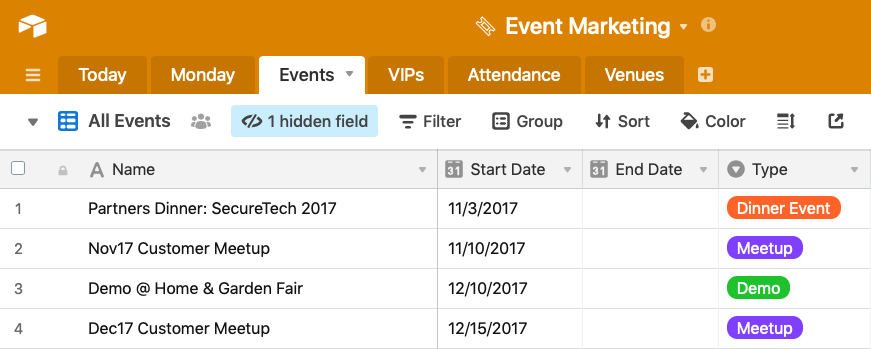 Event Marketing
Today Monday Events VIPs Attendance Venues
All Events 1 hidden field Filter Group Sort Color
A Name 31 Start Date 31 End Date Type
1 Partners Dinner: SecureTech 2017 11/3/2017 Dinner Event
2 Nov17 Customer Meetup 11/10/2017 Meetup
3 Demo @ Home & Garden Fair 12/10/2017 Demo
4 Dec17 Customer Meetup 12/15/2017 Meetup